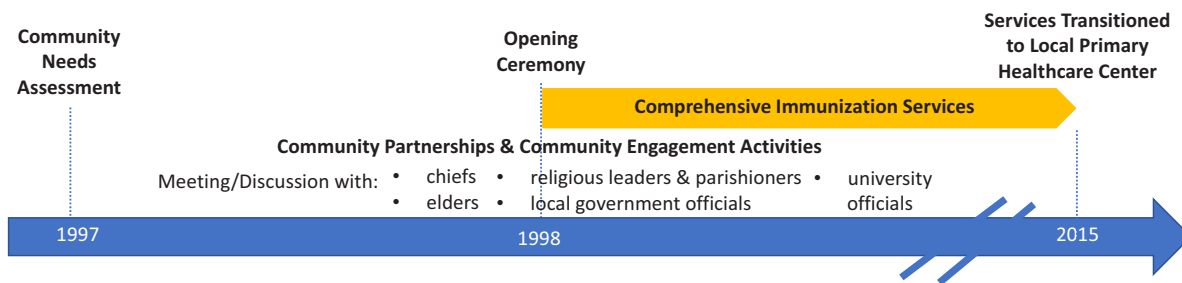 Community
Needs
Assessment
Opening
Ceremony
Services Transitioned
to Local Primary
Healthcare Center
Comprehensive Immunization Services
Community Partnerships & Community Engagement Activities
Meeting/Discussion with: • chiefs • religious leaders & parishioners • university
• elders • local government officials officials
1997
1998
2015